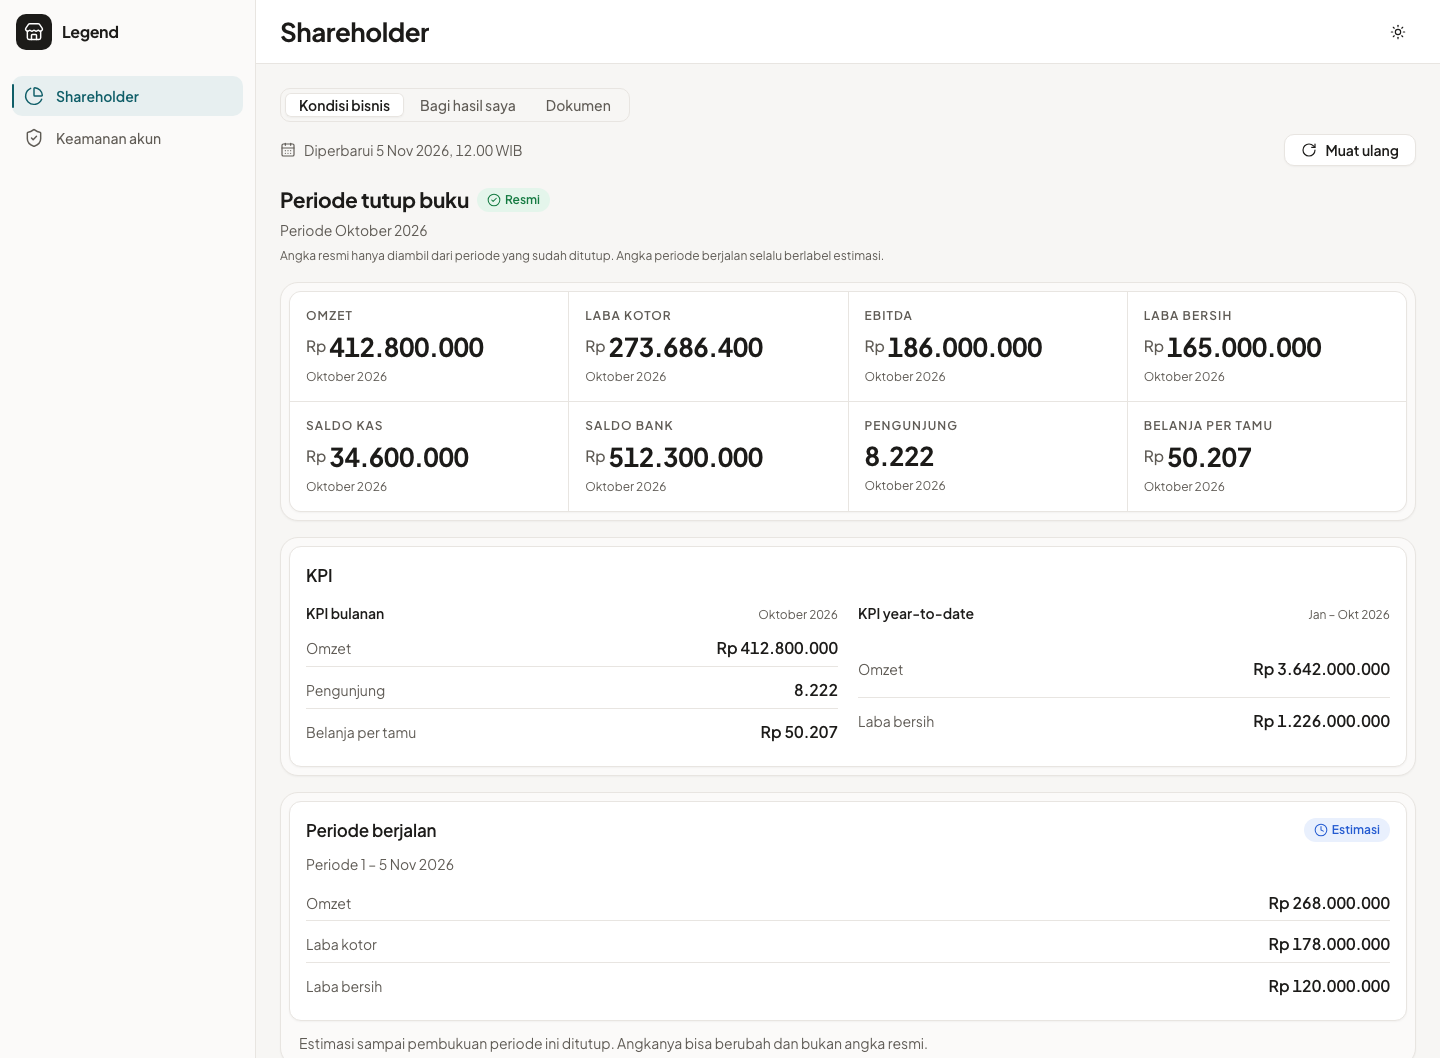 Legend
Shareholder
Keamanan akun
Shareholder
Kondisi bisnis
Bagi hasil saya
Dokumen
Diperbarui 5 Nov 2026, 12.00 WIB
Muat ulang
Periode tutup buku
Resmi
Periode Oktober 2026
Angka resmi hanya diambil dari periode yang sudah ditutup. Angka periode berjalan selalu berlabel estimasi.
OMZET
Rp 412.800.000
Oktober 2026
LABA KOTOR
Rp 273.686.400
Oktober 2026
EBITDA
Rp 186.000.000
Oktober 2026
LABA BERSIH
Rp 165.000.000
Oktober 2026
SALDO KAS
Rp 34.600.000
Oktober 2026
SALDO BANK
Rp 512.300.000
Oktober 2026
PENGUNJUNG
8.222
Oktober 2026
BELANJA PER TAMU
Rp 50.207
Oktober 2026
KPI
KPI bulanan
Oktober 2026
Omzet
Rp 412.800.000
Pengunjung
8.222
Belanja per tamu
Rp 50.207
KPI year-to-date
Jan – Okt 2026
Omzet
Rp 3.642.000.000
Laba bersih
Rp 1.226.000.000
Periode berjalan
Estimasi
Periode 1 – 5 Nov 2026
Omzet
Rp 268.000.000
Laba kotor
Rp 178.000.000
Laba bersih
Rp 120.000.000
Estimasi sampai pembukuan periode ini ditutup. Angkanya bisa berubah dan bukan angka resmi.